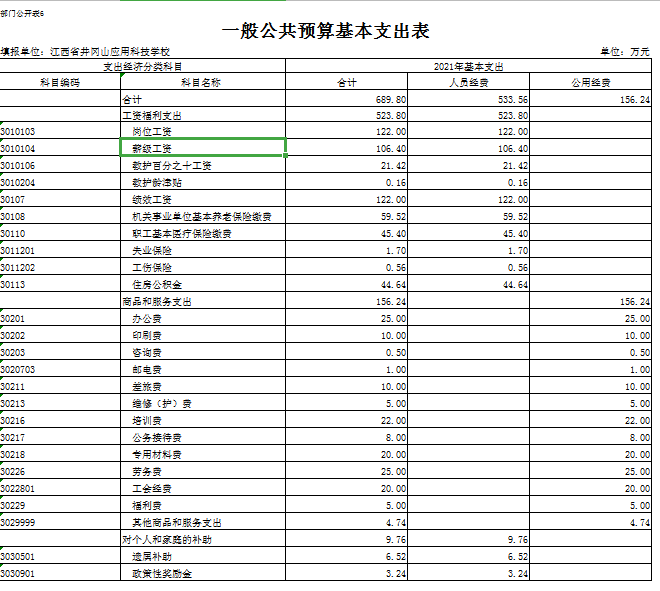 部门公开表6
一般公共预算基本支出表
填报单位：江西省井冈山应用科技学校 单位：万元
支出经济分类科目 2021年基本支出
科目编码 科目名称 合计 人员经费 公用经费
合计 689.80 533.56 156.24
工资福利支出 523.80 523.80
3010103 岗位工资 122.00 122.00
3010104 薪级工资 106.40 106.40
3010106 教护百分之十工资 21.42 21.42
3010204 教护龄津贴 0.16 0.16
30107 绩效工资 122.00 122.00
30108 机关事业单位基本养老保险缴费 59.52 59.52
30110 职工基本医疗保险缴费 45.40 45.40
3011201 失业保险 1.70 1.70
3011202 工伤保险 0.56 0.56
30113 住房公积金 44.64 44.64
商品和服务支出 156.24 156.24
30201 办公费 25.00 25.00
30202 印刷费 10.00 10.00
30203 咨询费 0.50 0.50
3020703 邮电费 1.00 1.00
30211 差旅费 10.00 10.00
30213 维修（护）费 5.00 5.00
30216 培训费 22.00 22.00
30217 公务接待费 8.00 8.00
30218 专用材料费 20.00 20.00
30226 劳务费 25.00 25.00
3022801 工会经费 20.00 20.00
30229 福利费 5.00 5.00
3029999 其他商品和服务支出 4.74 4.74
对个人和家庭的补助 9.76 9.76
3030501 遗属补助 6.52 6.52
3030901 政策性奖励金 3.24 3.24